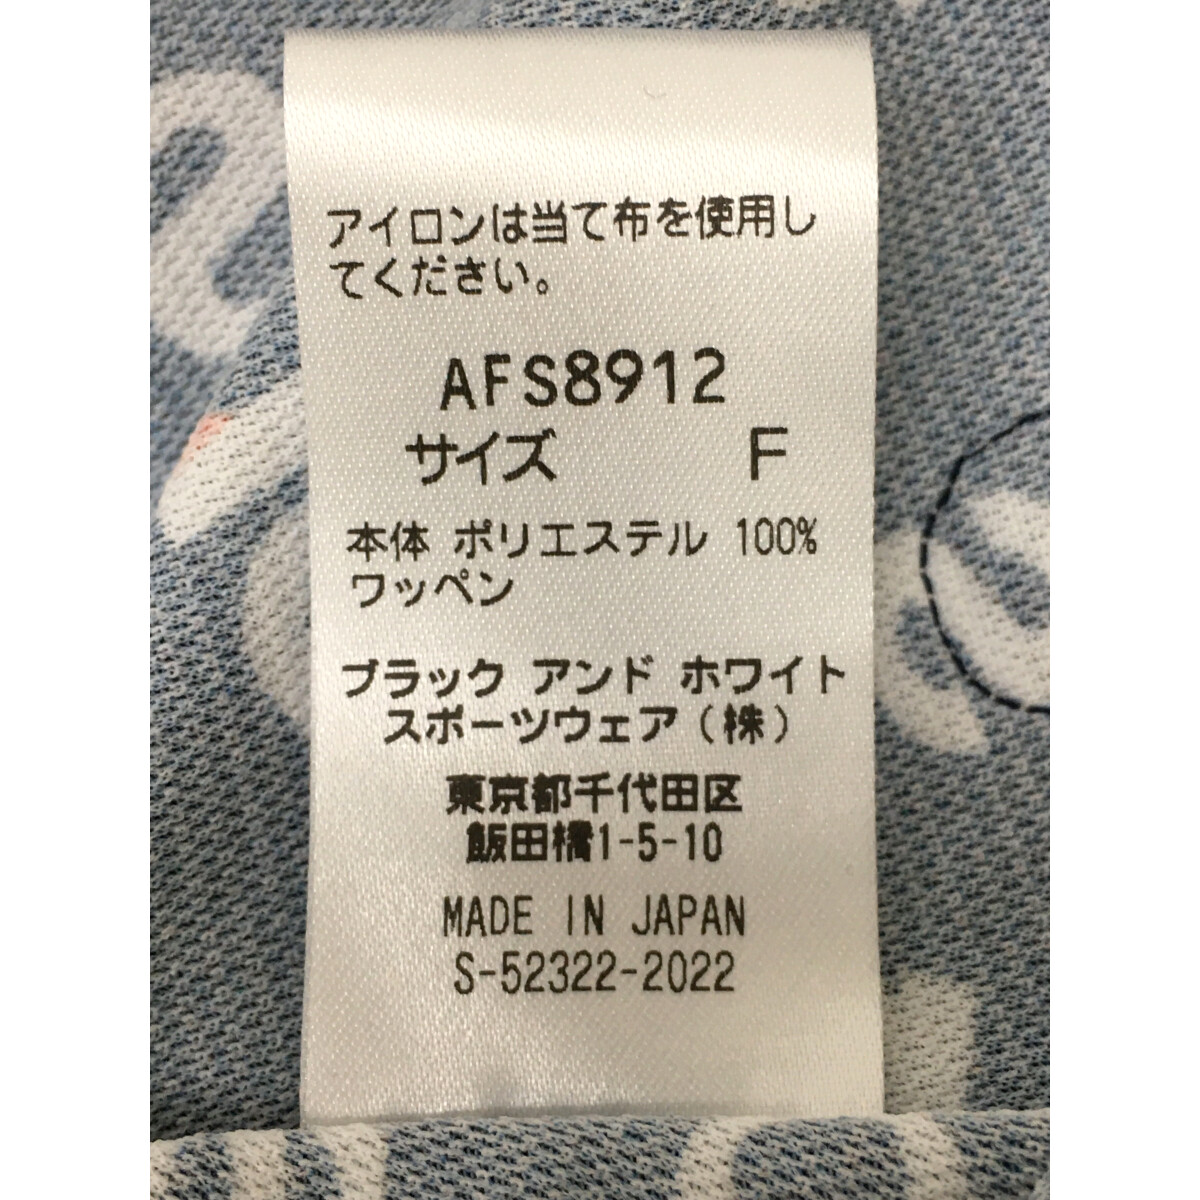 アイロンは当て布を使用し
てください。
AFS8912
サイズ F
本体 ポリエステル 100%
ワッペン
ブラック アンド ホワイト
スポーツウェア(株)
東京都千代田区
飯田橋1-5-10
MADE IN JAPAN
S-52322-2022